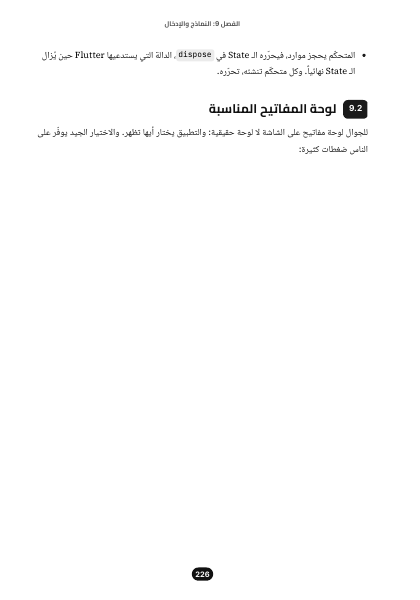 الفصل 9: النماذج والإدخال
• المتحكّم يحجز موارد، فيحرّره الـ State في dispose، الدالة التي يستدعيها Flutter حين يُزال
الـ State نهائياً. وكل متحكّم تنشئه، تحرّره.
9.2 لوحة المفاتيح المناسبة
للجوال لوحة مفاتيح على الشاشة لا لوحة حقيقية؛ والتطبيق يختار أيها تظهر. والاختيار الجيد يوفّر على
الناس ضغطات كثيرة:
226